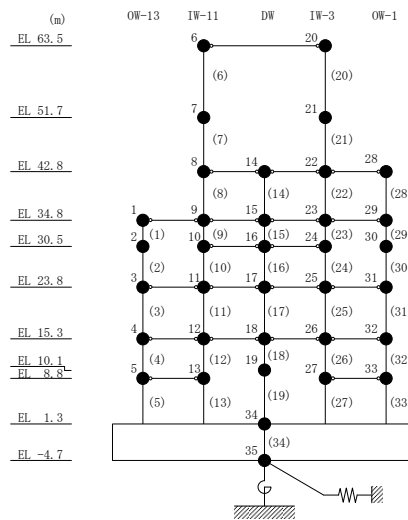 (m) OW-13 IW-11 DW IW-3 OW-1
EL 63.5 6 20
(6) (20)
EL 51.7 7 21
(7) (21)
EL 42.8 8 14 22 28
(8) (14) (22) (28)
EL 34.8 1 9 15 23 29
(1) (9) (15) (23) (29)
EL 30.5 2 10 16 24 30
(2) (10) (16) (24) (30)
EL 23.8 3 11 17 25 31
(3) (11) (17) (25) (31)
EL 15.3 4 12 18 26 32
(4) (12) (18) (26) (32)
EL 10.1 19
EL 8.8 5 13 27 33
(5) (13) (19) (27) (33)
EL 1.3 34
(34)
EL -4.7 35